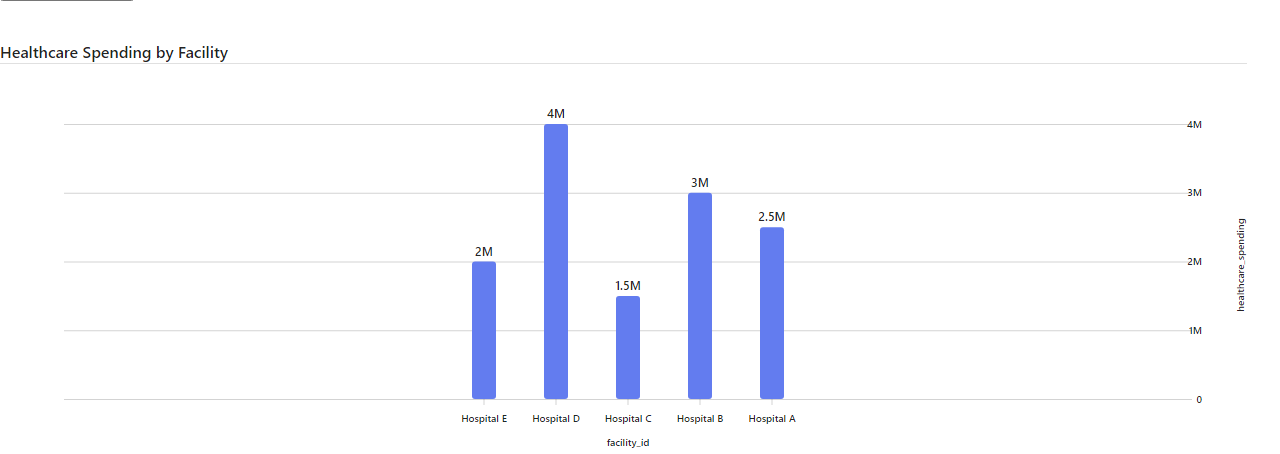 Healthcare Spending by Facility
4M
3M
2.5M
2M
1.5M
4M
3M
2M
1M
0
healthcare_spending
Hospital E Hospital D Hospital C Hospital B Hospital A
facility_id